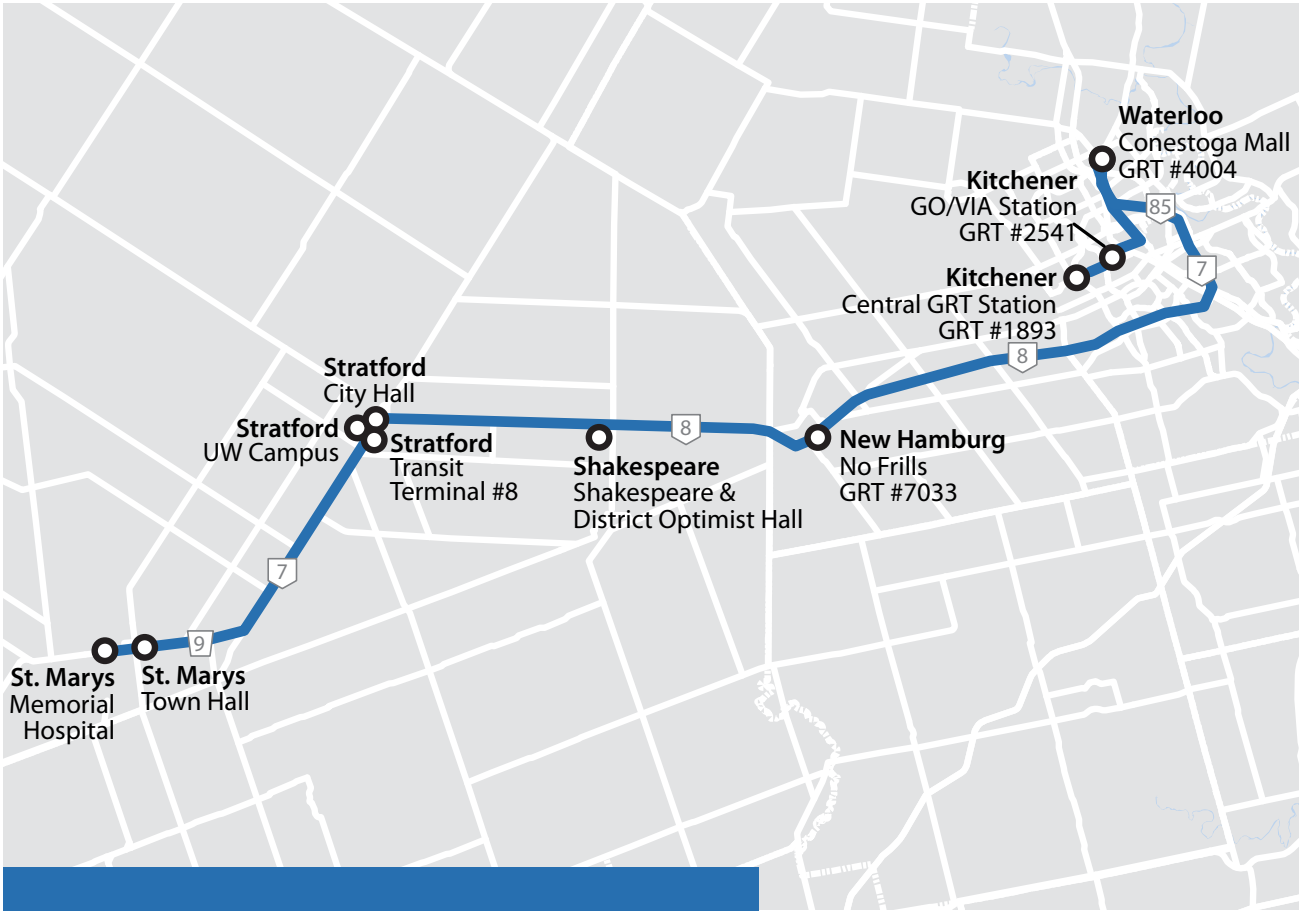 Waterloo
Conestoga Mall
GRT #4004
Kitchener
GO/VIA Station
GRT #2541
85
7
Kitchener
Central GRT Station
GRT #1893
8
Stratford
City Hall
Stratford
UW Campus
Stratford
Transit
Terminal #8
8
Shakespeare
Shakespeare &
District Optimist Hall
New Hamburg
No Frills
GRT #7033
7
9
St. Marys
Memorial
Hospital
St. Marys
Town Hall